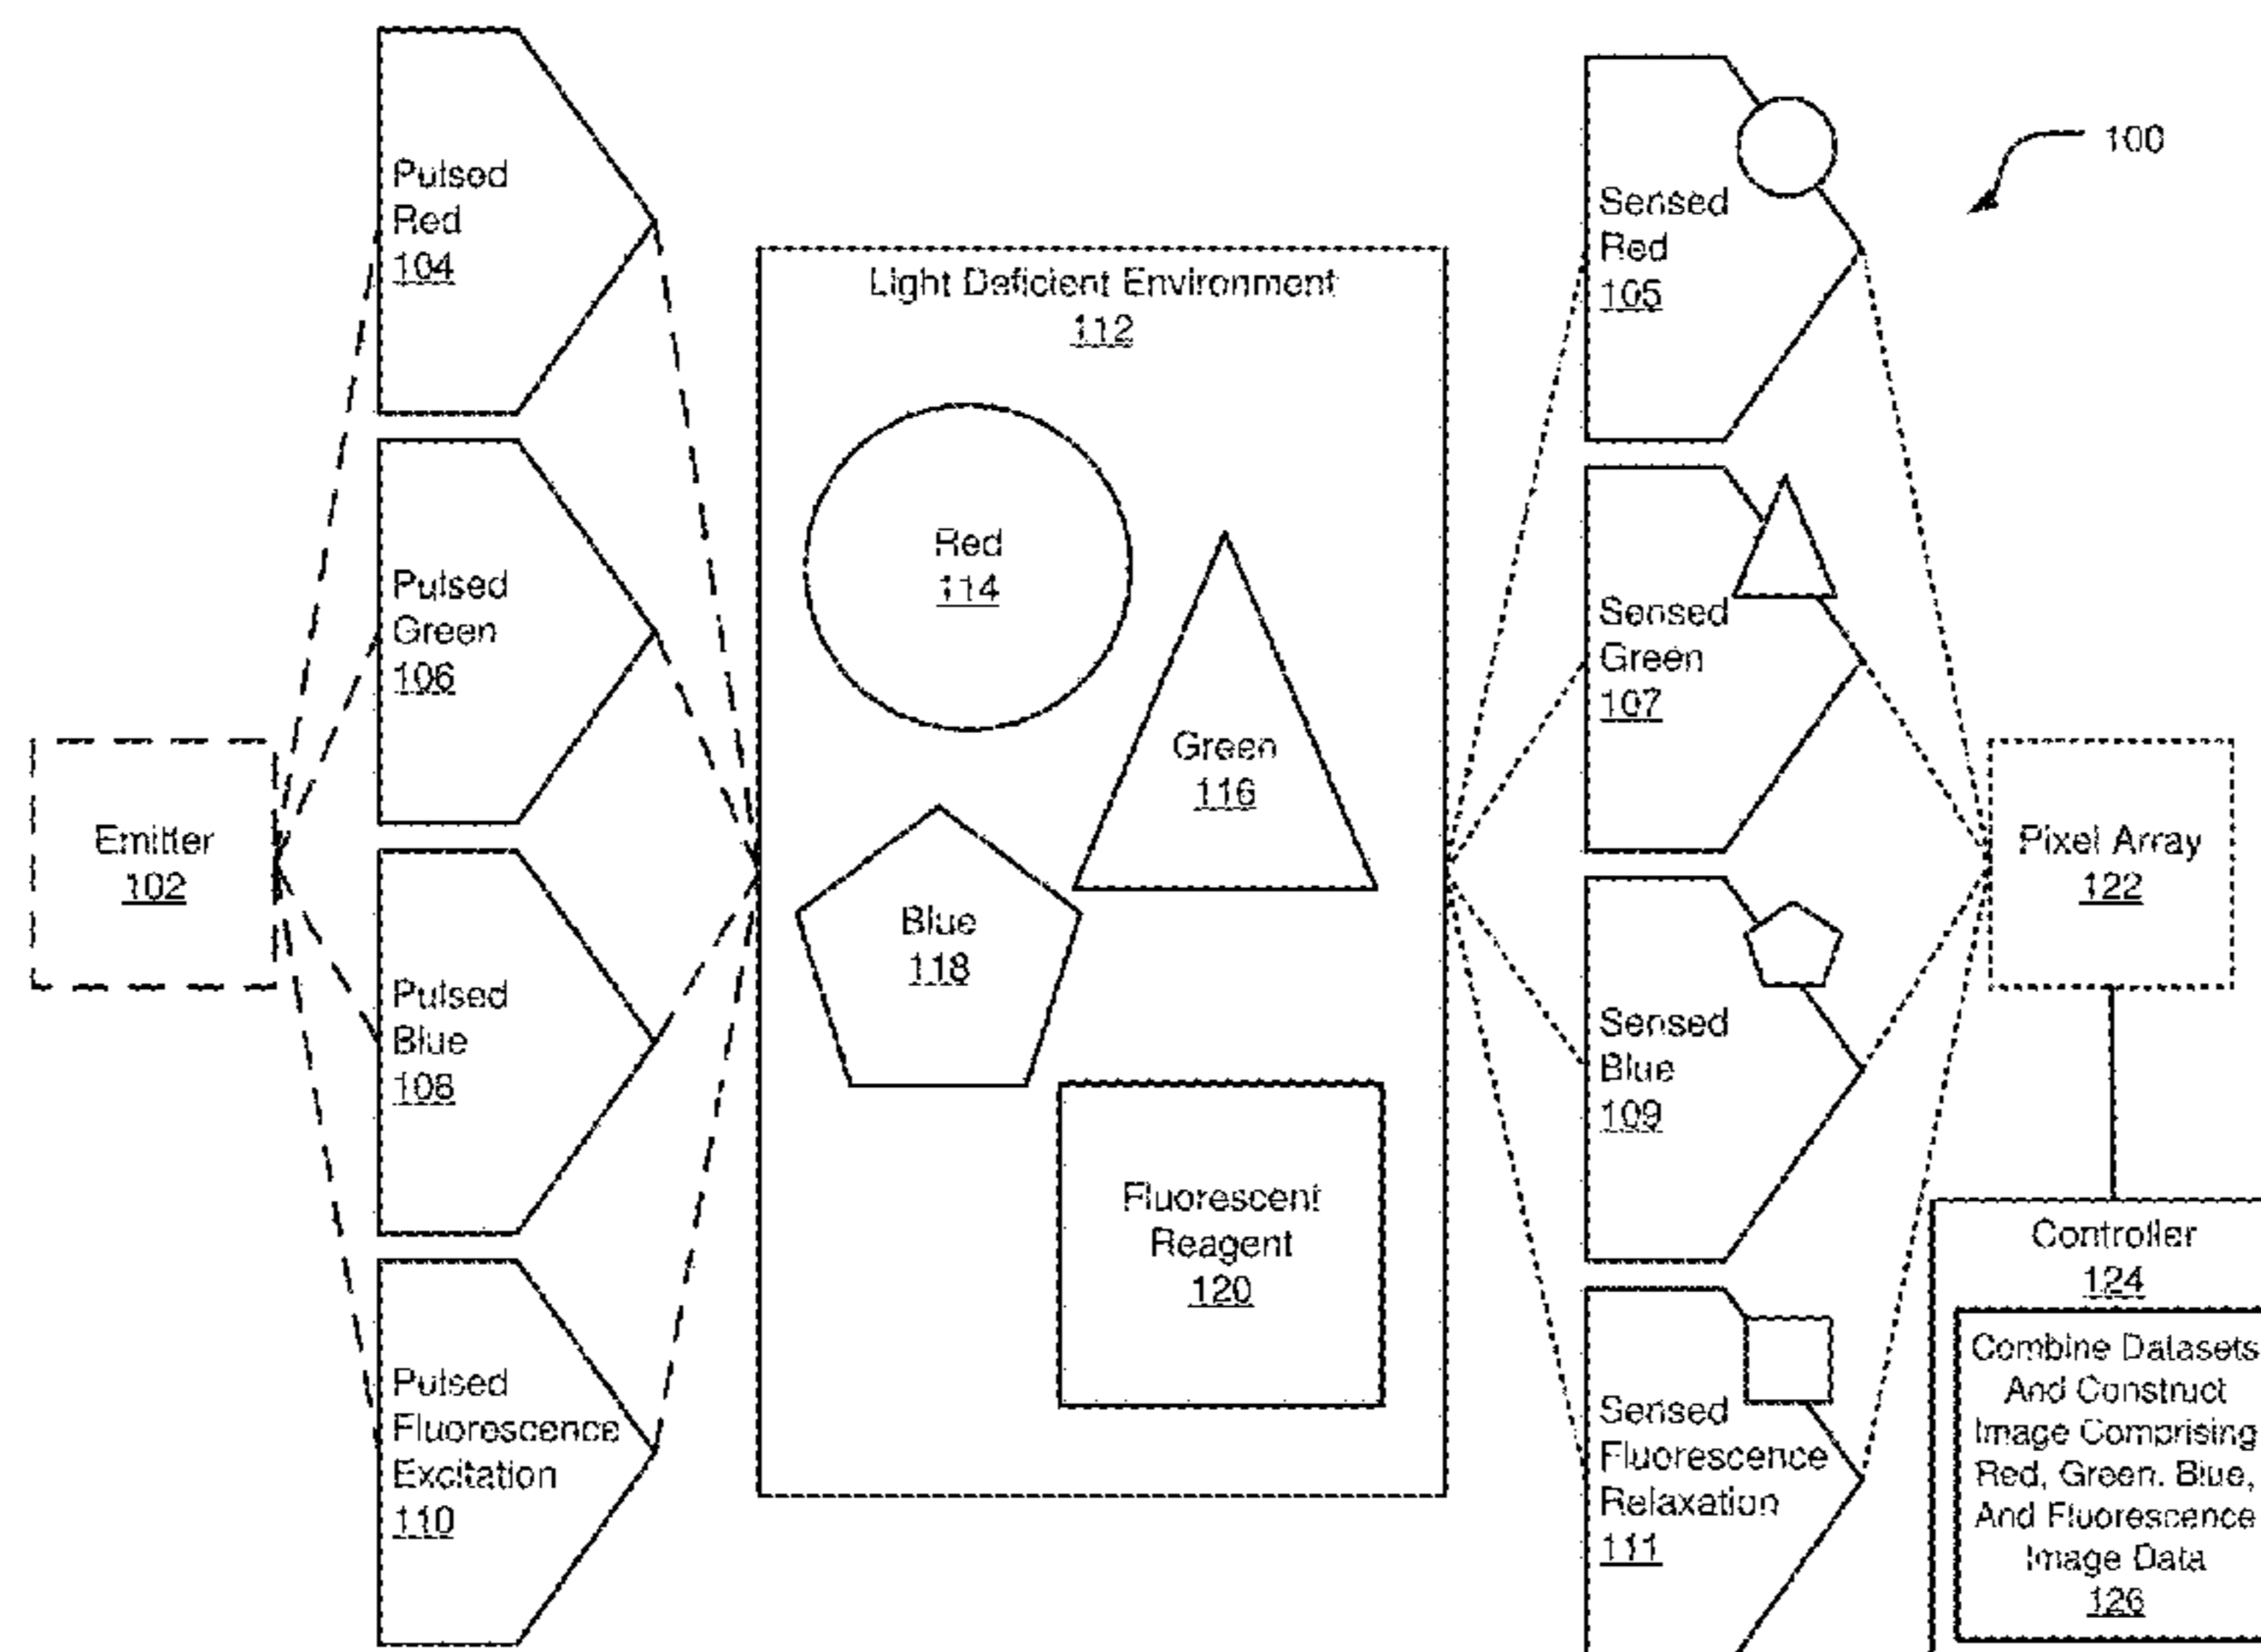 Pulsed
Red
104
Pulsed
Green
106
Emitter
102
Pulsed
Blue
108
Pulsed
Fluorescence
Excitation
110
Light Deficient Environment
112
Red
114
Green
116
Blue
118
Fluorescent
Reagent
120
Sensed
Red
105
100
Sensed
Green
107
Sensed
Blue
109
Sensed
Fluorescence
Relaxation
111
Pixel Array
122
Controller
124
Combine Datasets
And Construct
Image Comprising
Red, Green. Blue,
And Fluorescence
Image Data
126